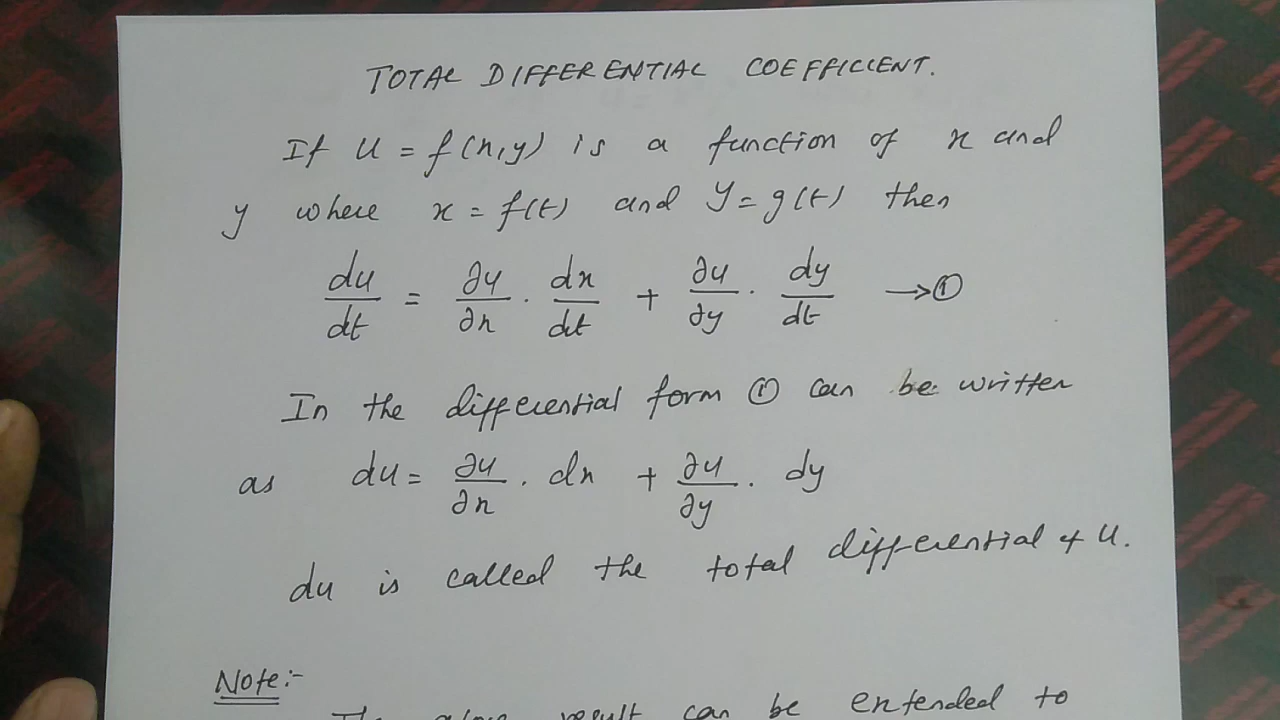 TOTAL DIFFERENTIAL COEFFICIENT.
If u = f(x,y) is a function of x and
y where x = f(t) and y = g(t) then
du/dt = ∂u/∂x . dx/dt + ∂u/∂y . dy/dt → ①
In the differential form ① can be written
as du = ∂u/∂x . dx + ∂u/∂y . dy
du is called the total differential of u.
Note:-
The above result can be extended to